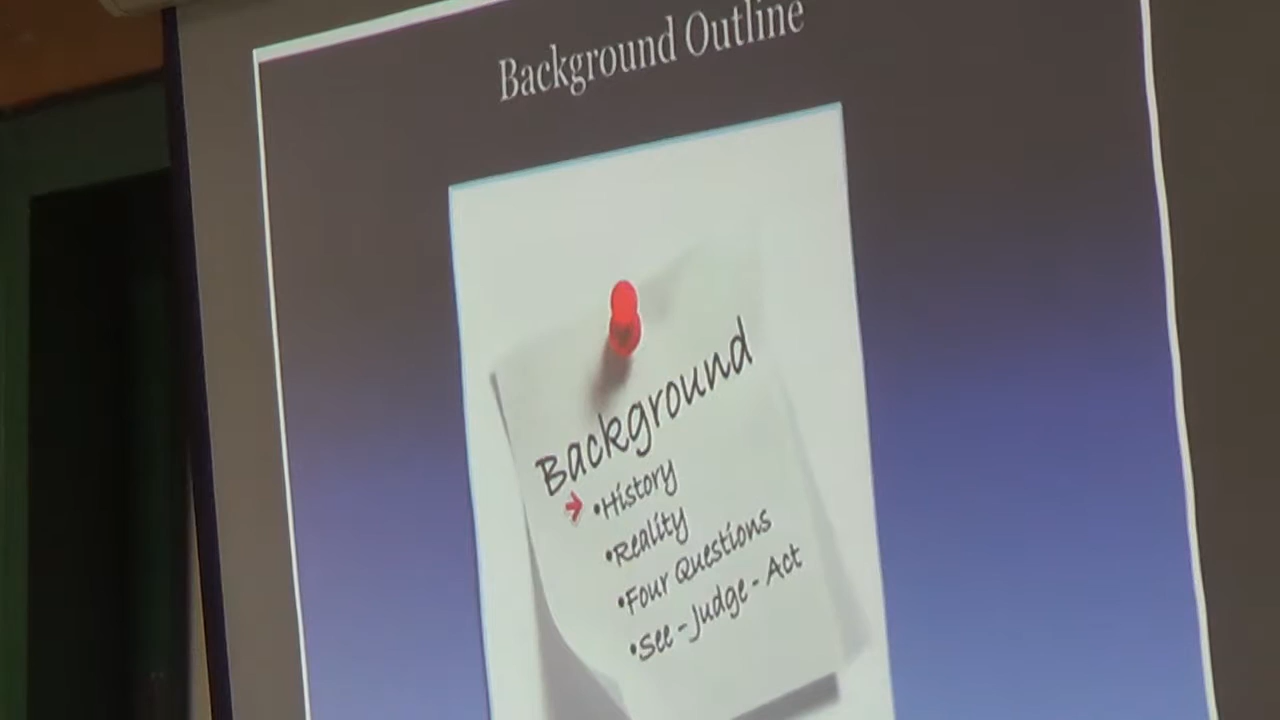 Background Outline
Background
•History
•Reality
•Four Questions
•See - Judge - Act